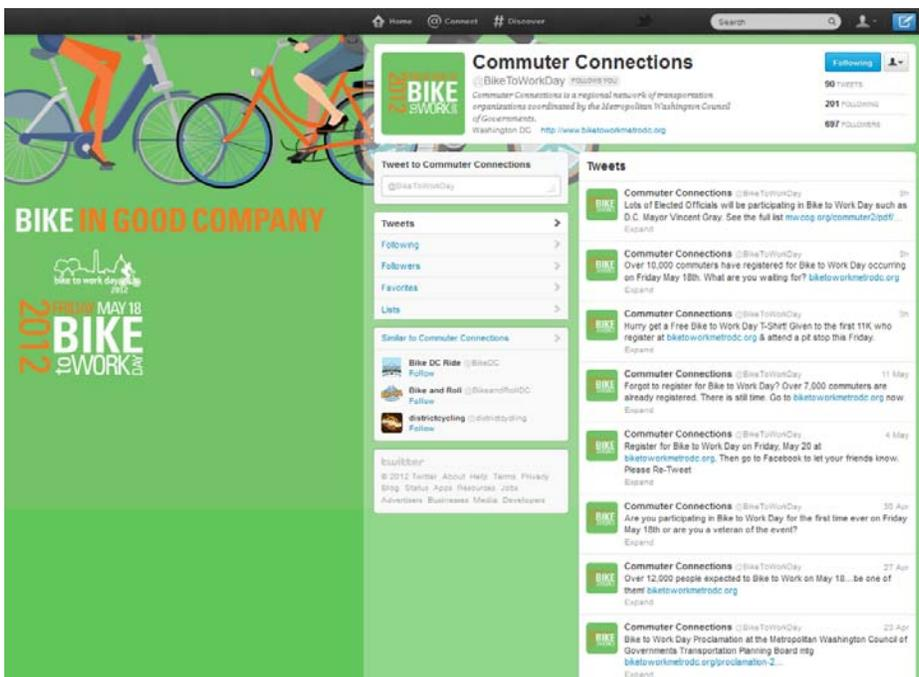 Home
Connect
Discover
Search
Commuter Connections
@BikeToWorkDay FOLLOWS YOU
Commuter Connections is a regional network of transportation
organizations coordinated by the Metropolitan Washington Council
of Governments.
Washington DC http://www.biketoworkmetrodc.org
Following
90 TWEETS
201 FOLLOWING
697 FOLLOWERS
2012
BIKE
TO WORK DAY
BIKE IN GOOD COMPANY
bike to work day
2012
2012
FRIDAY MAY 18
BIKE
TO WORK DAY
Tweet to Commuter Connections
@BikeToWorkDay
Tweets
Following
Followers
Favorites
Lists
Similar to Commuter Connections
Bike DC Ride @BikeDC
Follow
Bike and Roll @BikeandRollDC
Follow
districtcycling @districtcycling
Follow
twitter
© 2012 Twitter About Help Terms Privacy
Blog Status Apps Resources Jobs
Advertisers Businesses Media Developers
Tweets
Commuter Connections @BikeToWorkDay 3h
Lots of Elected Officials will be participating in Bike to Work Day such as
D.C. Mayor Vincent Gray. See the full list mwcog.org/commuter2/pdf/...
Expand
Commuter Connections @BikeToWorkDay 3h
Over 10,000 commuters have registered for Bike to Work Day occurring
on Friday May 18th. What are you waiting for? biketoworkmetrodc.org
Expand
Commuter Connections @BikeToWorkDay 3h
Hurry get a Free Bike to Work Day T-Shirt! Given to the first 11K who
register at biketoworkmetrodc.org & attend a pit stop this Friday.
Expand
Commuter Connections @BikeToWorkDay 11 May
Forgot to register for Bike to Work Day? Over 7,000 commuters are
already registered. There is still time. Go to biketoworkmetrodc.org now.
Expand
Commuter Connections @BikeToWorkDay 4 May
Register for Bike to Work Day on Friday, May 20 at
biketoworkmetrodc.org. Then go to Facebook to let your friends know.
Please Re-Tweet
Expand
Commuter Connections @BikeToWorkDay 30 Apr
Are you participating in Bike to Work Day for the first time ever on Friday
May 18th or are you a veteran of the event?
Expand
Commuter Connections @BikeToWorkDay 27 Apr
Over 12,000 people expected to Bike to Work on May 18...be one of
them! biketoworkmetrodc.org
Expand
Commuter Connections @BikeToWorkDay 23 Apr
Bike to Work Day Proclamation at the Metropolitan Washington Council of
Governments Transportation Planning Board mtg
biketoworkmetrodc.org/proclamation-2...
Expand